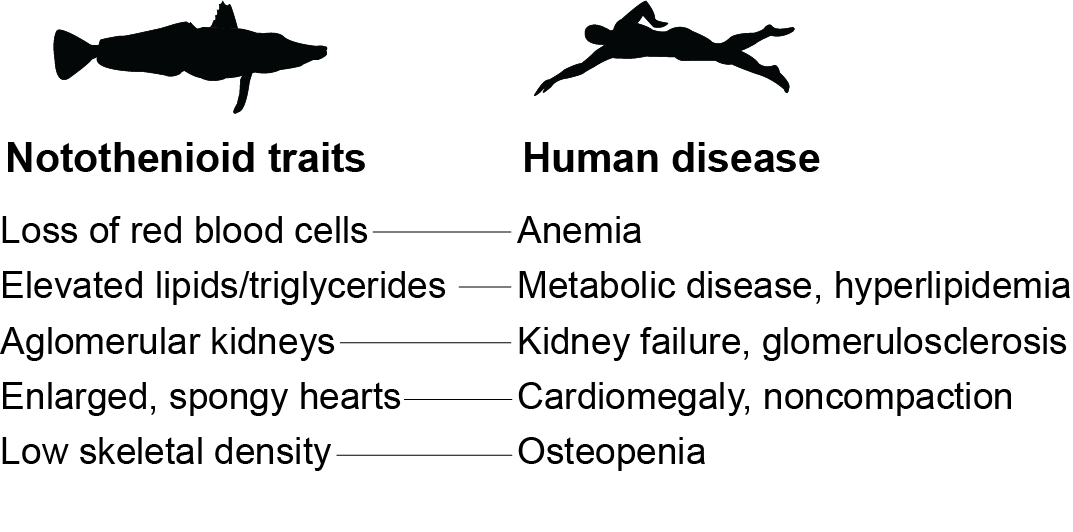 Notothenioid traits Human disease
Loss of red blood cells Anemia
Elevated lipids/triglycerides Metabolic disease, hyperlipidemia
Aglomerular kidneys Kidney failure, glomerulosclerosis
Enlarged, spongy hearts Cardiomegaly, noncompaction
Low skeletal density Osteopenia